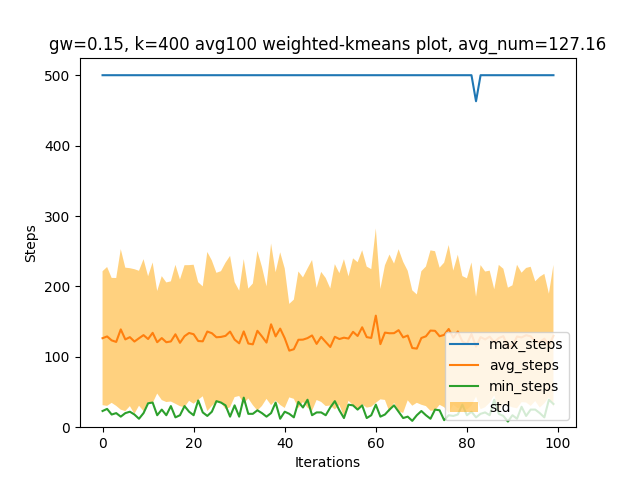 gw=0.15, k=400 avg100 weighted-kmeans plot, avg_num=127.16
500
400
300
200
100
0
Steps
0
20
40
60
80
100
Iterations
max_steps
avg_steps
min_steps
std